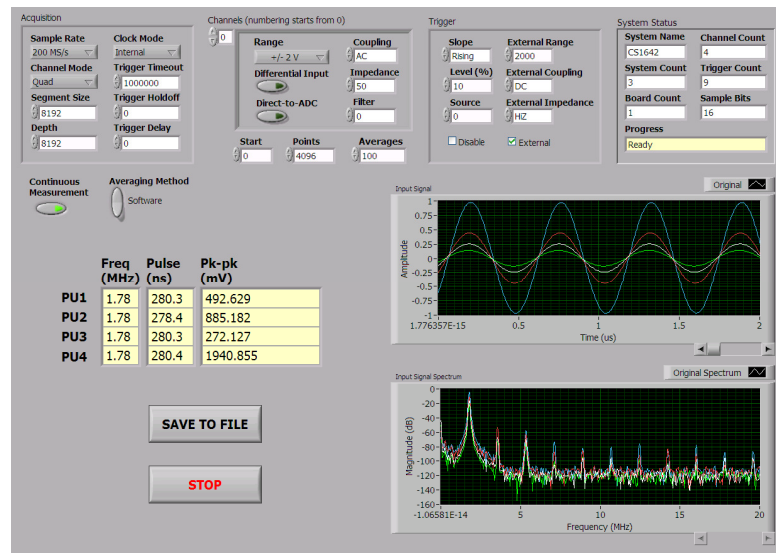 Acquisition
Sample Rate
200 MS/s
Channel Mode
Quad
Segment Size
8192
Depth
8192
Clock Mode
Internal
Trigger Timeout
1000000
Trigger Holdoff
0
Trigger Delay
0
Channels (numbering starts from 0)
0
Range
+/- 2 V
Differential Input
Direct-to-ADC
Coupling
AC
Impedance
50
Filter
0
Start
0
Points
4096
Averages
100
Trigger
Slope
Rising
Level (%)
10
Source
0
Disable
External Range
2000
External Coupling
DC
External Impedance
HIZ
External
System Status
System Name
CS1642
System Count
3
Board Count
1
Channel Count
4
Trigger Count
9
Sample Bits
16
Progress
Ready
Continuous
Measurement
Averaging Method
Software
Freq Pulse Pk-pk
(MHz) (ns) (mV)
PU1 1.78 280.3 492.629
PU2 1.78 278.4 885.182
PU3 1.78 280.3 272.127
PU4 1.78 280.4 1940.855
SAVE TO FILE
STOP
Input Signal
Original
Amplitude
1-
0.75-
0.5-
0.25-
0-
-0.25-
-0.5-
-0.75-
-1-
1.776357E-15 0.5 1 1.5 2
Time (us)
Input Signal Spectrum
Original Spectrum
Magnitude (dB)
0-
-20-
-40-
-60-
-80-
-100-
-120-
-140-
-160-
-1.06581E-14 5 10 15 20
Frequency (MHz)